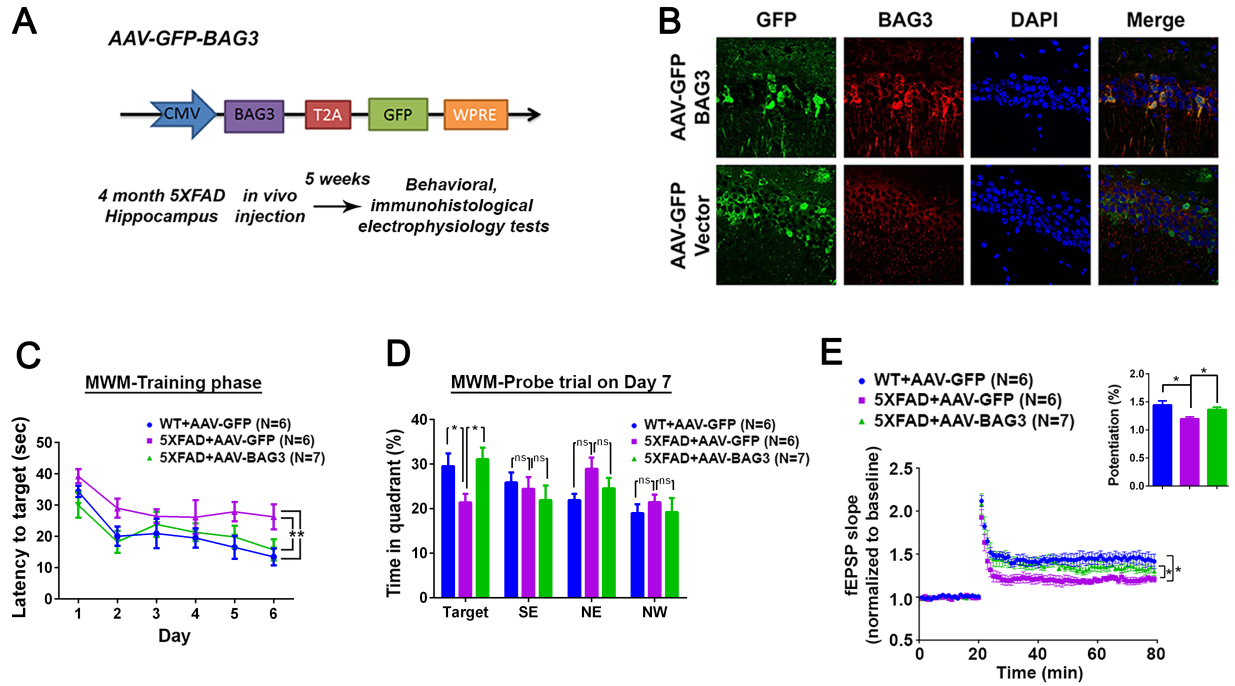 A
AAV-GFP-BAG3
CMV
BAG3
T2A
GFP
WPRE
4 month 5XFAD
Hippocampus
in vivo
injection
5 weeks
Behavioral,
immunohistological
electrophysiology tests
B
GFP
BAG3
DAPI
Merge
AAV-GFP
BAG3
AAV-GFP
Vector
C
MWM-Training phase
WT+AAV-GFP (N=6)
5XFAD+AAV-GFP (N=6)
5XFAD+AAV-BAG3 (N=7)
Latency to target (sec)
50
40
30
20
10
0
**
1 2 3 4 5 6
Day
D
MWM-Probe trial on Day 7
WT+AAV-GFP (N=6)
5XFAD+AAV-GFP (N=6)
5XFAD+AAV-BAG3 (N=7)
Time in quadrant (%)
40
30
20
10
0
* *
ns ns
ns ns
ns ns
Target SE NE NW
E
WT+AAV-GFP (N=6)
5XFAD+AAV-GFP (N=6)
5XFAD+AAV-BAG3 (N=7)
Potentiation (%)
2.0
1.5
1.0
0.5
0.0
* *
fEPSP slope
(normalized to baseline)
2.5
2.0
1.5
1.0
0.5
* *
0 20 40 60 80
Time (min)